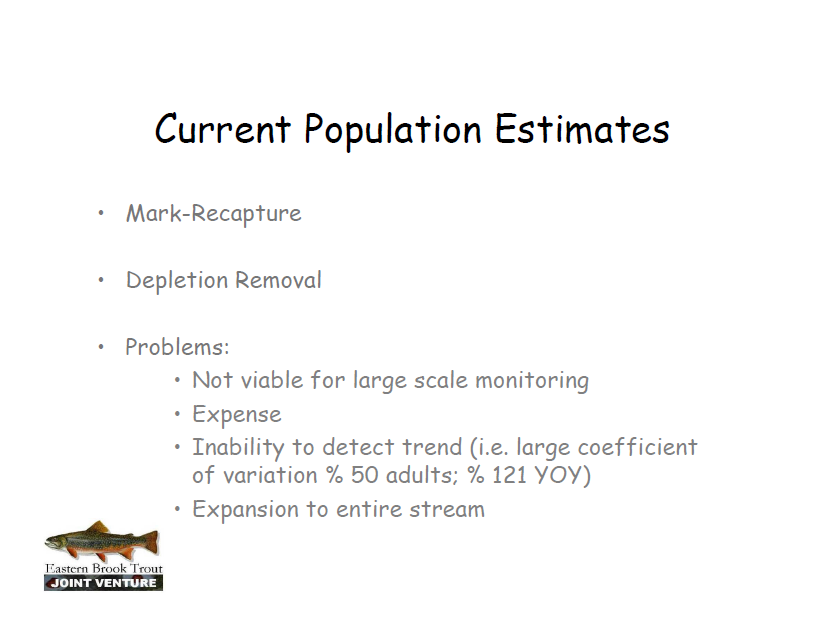 Current Population Estimates
• Mark-Recapture
• Depletion Removal
• Problems:
• Not viable for large scale monitoring
• Expense
• Inability to detect trend (i.e. large coefficient
of variation % 50 adults; % 121 YOY)
• Expansion to entire stream
Eastern Brook Trout
JOINT VENTURE